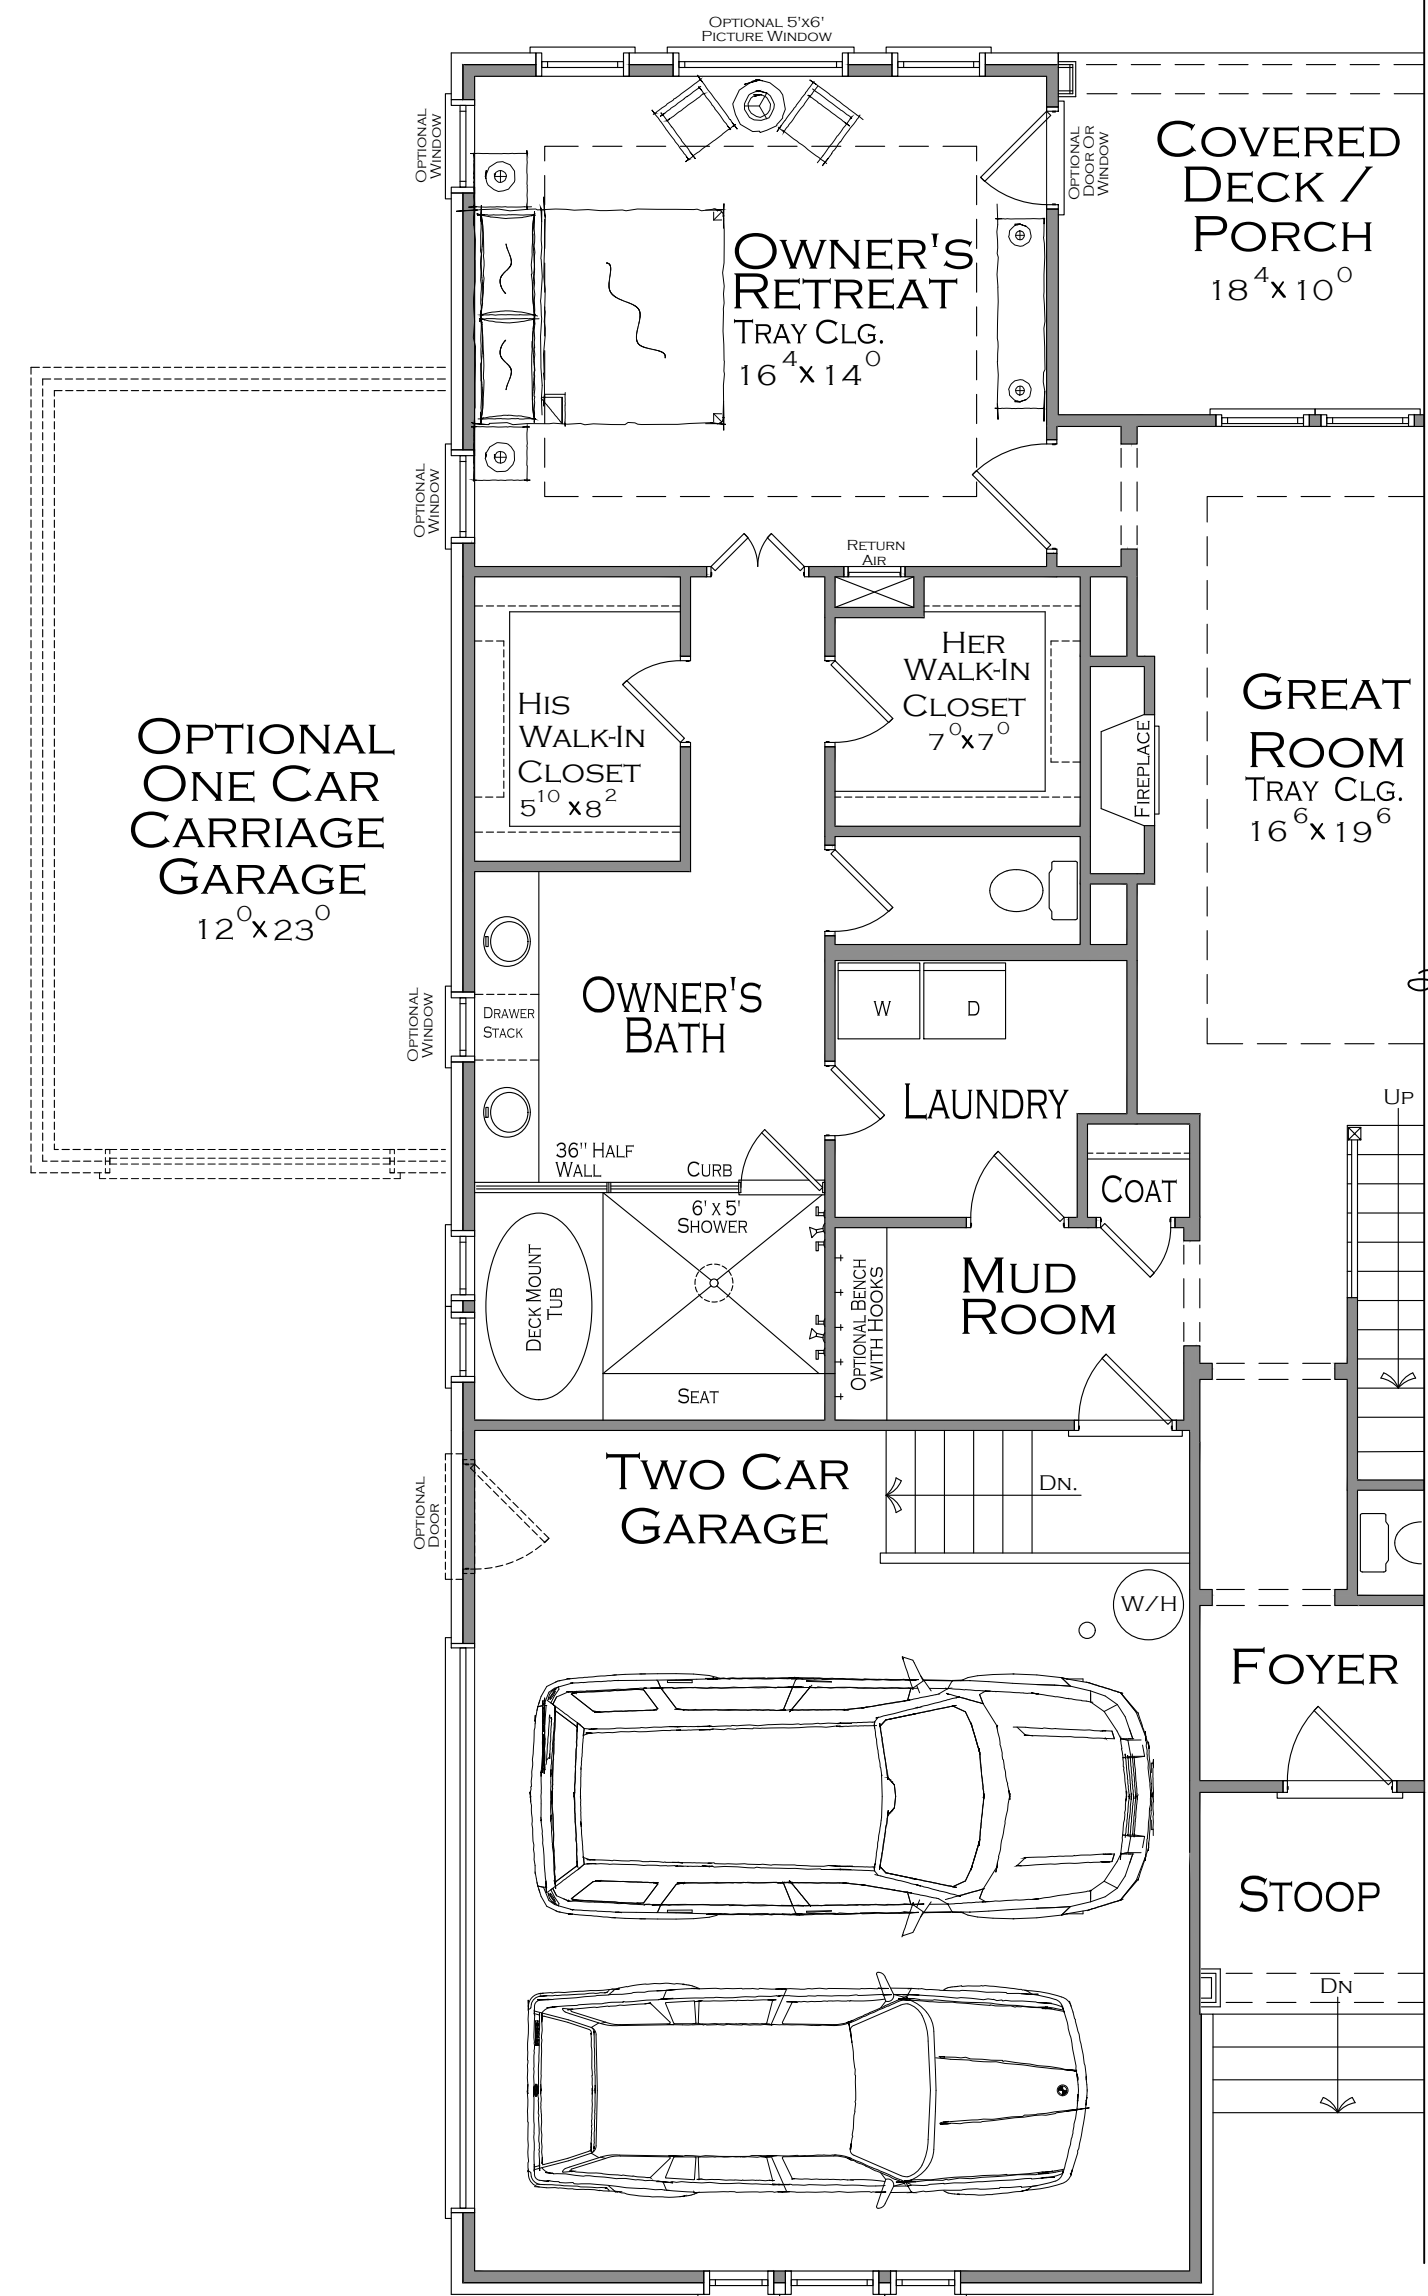 OPTIONAL 5'X6'
PICTURE WINDOW
OPTIONAL
WINDOW
OPTIONAL
DOOR OR
WINDOW
COVERED
DECK /
PORCH
18⁴X10⁰
OWNER'S
RETREAT
TRAY CLG.
16⁴X14⁰
OPTIONAL
WINDOW
RETURN
AIR
HIS
WALK-IN
CLOSET
5¹⁰X8²
HER
WALK-IN
CLOSET
7⁰X7⁰
FIREPLACE
GREAT
ROOM
TRAY CLG.
16⁶X19⁶
OPTIONAL
ONE CAR
CARRIAGE
GARAGE
12⁰X23⁰
OPTIONAL
WINDOW
DRAWER
STACK
OWNER'S
BATH
W
D
LAUNDRY
UP
36" HALF
WALL
CURB
6' X 5'
SHOWER
COAT
DECK MOUNT
TUB
SEAT
OPTIONAL BENCH
WITH HOOKS
MUD
ROOM
OPTIONAL
DOOR
TWO CAR
GARAGE
DN.
W/H
FOYER
STOOP
DN